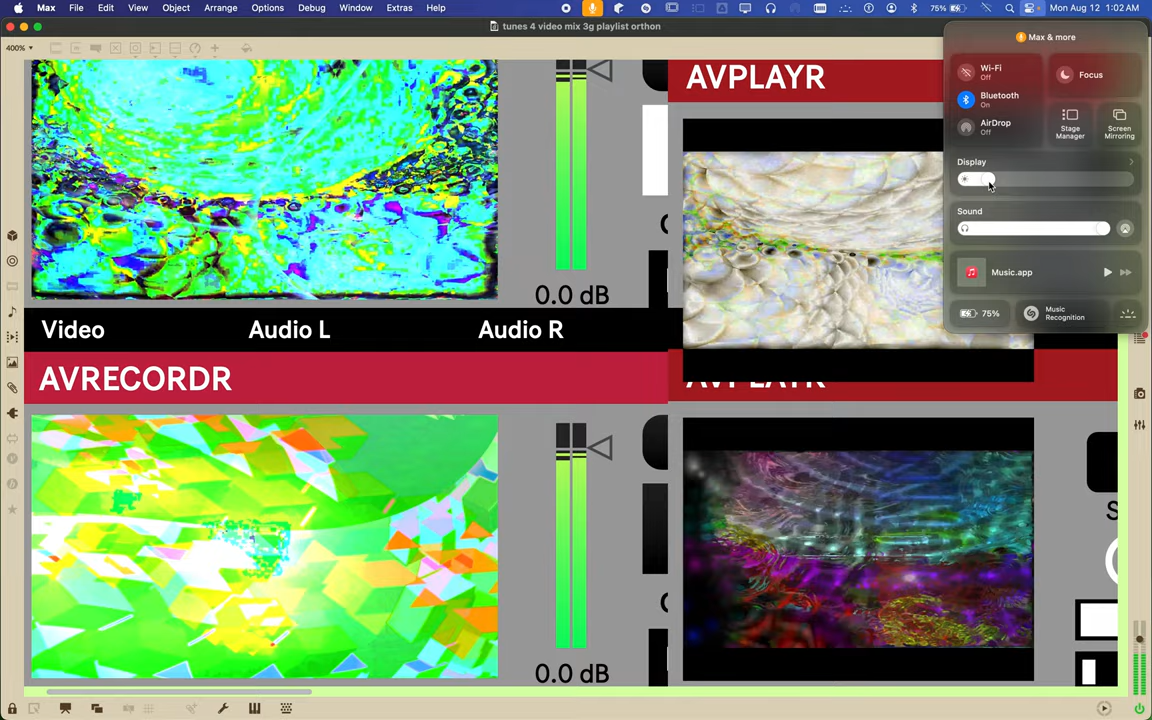 Max File Edit View Object Arrange Options Debug Window Extras Help 75% Mon Aug 12 1:02 AM
tunes 4 video mix 3g playlist orthon
400%
Max & more
Wi-Fi
Off
Focus
Bluetooth
On
AirDrop
Off
Stage
Manager
Screen
Mirroring
Display
Sound
Music.app
75%
Music
Recognition
AVPLAYR
0.0 dB
Video Audio L Audio R
AVRECORDR
AVPLAYR
0.0 dB